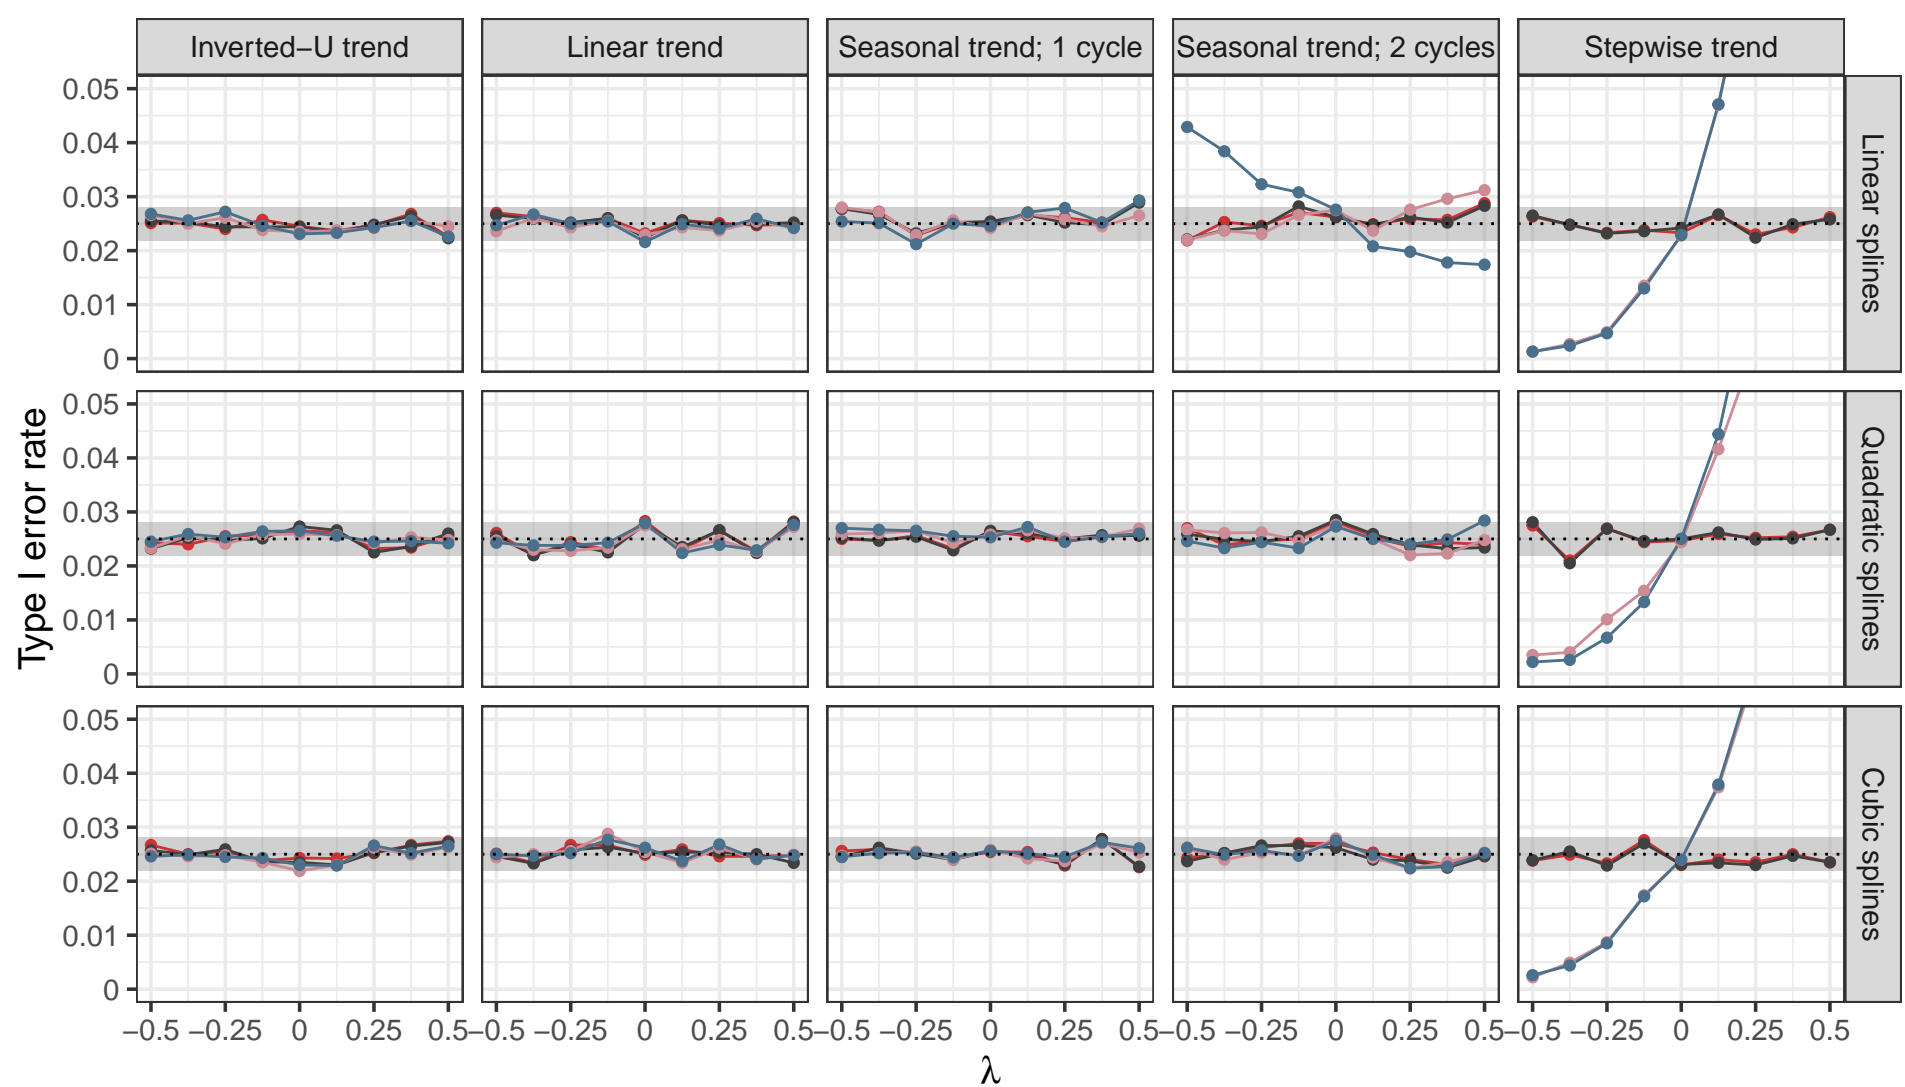 Inverted–U trend
Linear trend
Seasonal trend; 1 cycle
Seasonal trend; 2 cycles
Stepwise trend
0.05
0.04
0.03
0.02
0.01
0
Linear splines
0.05
0.04
0.03
0.02
0.01
0
Quadratic splines
0.05
0.04
0.03
0.02
0.01
0
Cubic splines
Type I error rate
−0.5 −0.25 0 0.25 0.5
−0.5 −0.25 0 0.25 0.5
−0.5 −0.25 0 0.25 0.5
−0.5 −0.25 0 0.25 0.5
−0.5 −0.25 0 0.25 0.5
λ